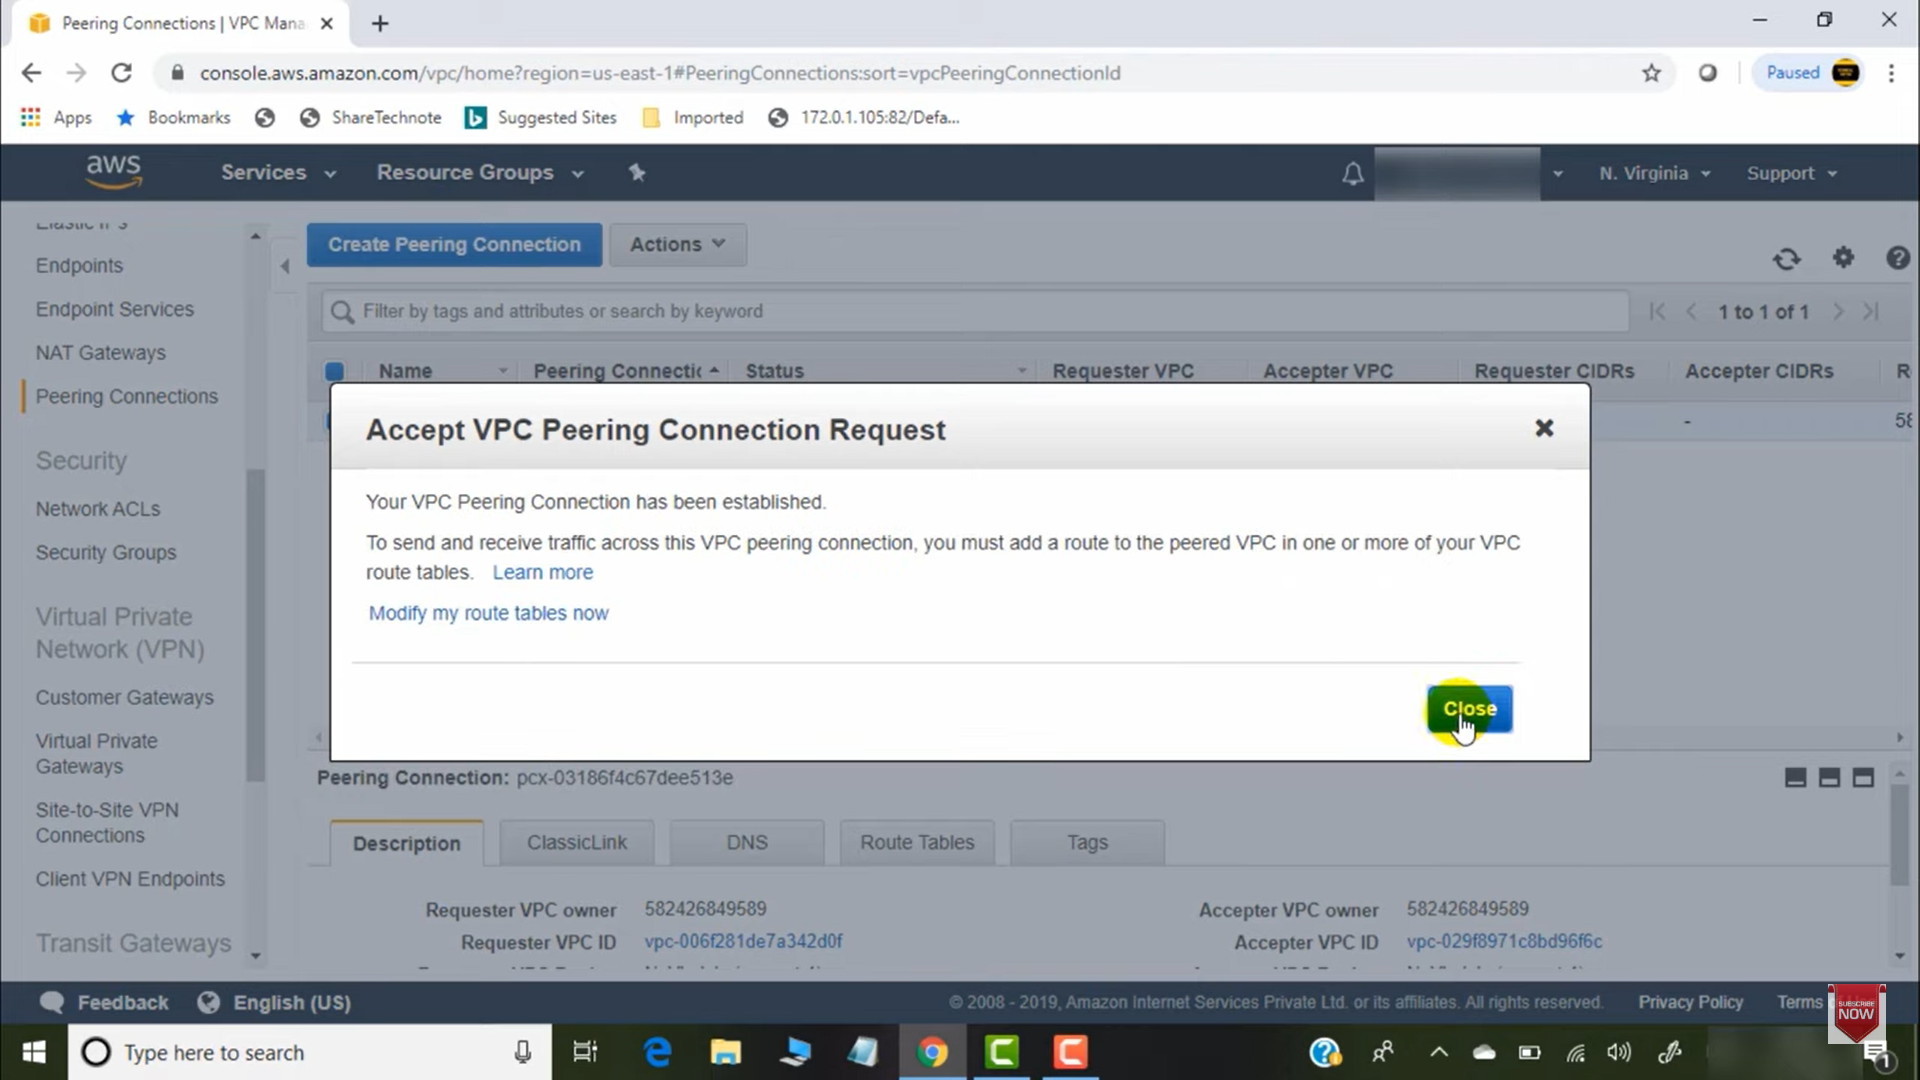 Peering Connections | VPC Mana
console.aws.amazon.com/vpc/home?region=us-east-1#PeeringConnections:sort=vpcPeeringConnectionId
Paused
Apps
Bookmarks
ShareTechnote
Suggested Sites
Imported
172.0.1.105:82/Defa...
aws
Services
Resource Groups
N. Virginia
Support
Elastic IPs
Endpoints
Endpoint Services
NAT Gateways
Peering Connections
Security
Network ACLs
Security Groups
Virtual Private
Network (VPN)
Customer Gateways
Virtual Private
Gateways
Site-to-Site VPN
Connections
Client VPN Endpoints
Transit Gateways
Create Peering Connection
Actions
Filter by tags and attributes or search by keyword
1 to 1 of 1
Name
Peering Connectic
Status
Requester VPC
Accepter VPC
Requester CIDRs
Accepter CIDRs
R
-
58
Accept VPC Peering Connection Request
Your VPC Peering Connection has been established.
To send and receive traffic across this VPC peering connection, you must add a route to the peered VPC in one or more of your VPC
route tables. Learn more
Modify my route tables now
Close
Peering Connection: pcx-03186f4c67dee513e
Description
ClassicLink
DNS
Route Tables
Tags
Requester VPC owner 582426849589
Accepter VPC owner 582426849589
Requester VPC ID vpc-006f281de7a342d0f
Accepter VPC ID vpc-029f8971c8bd96f6c
Feedback
English (US)
© 2008 - 2019, Amazon Internet Services Private Ltd. or its affiliates. All rights reserved.
Privacy Policy
Terms
SUBSCRIBE
NOW
Type here to search
1